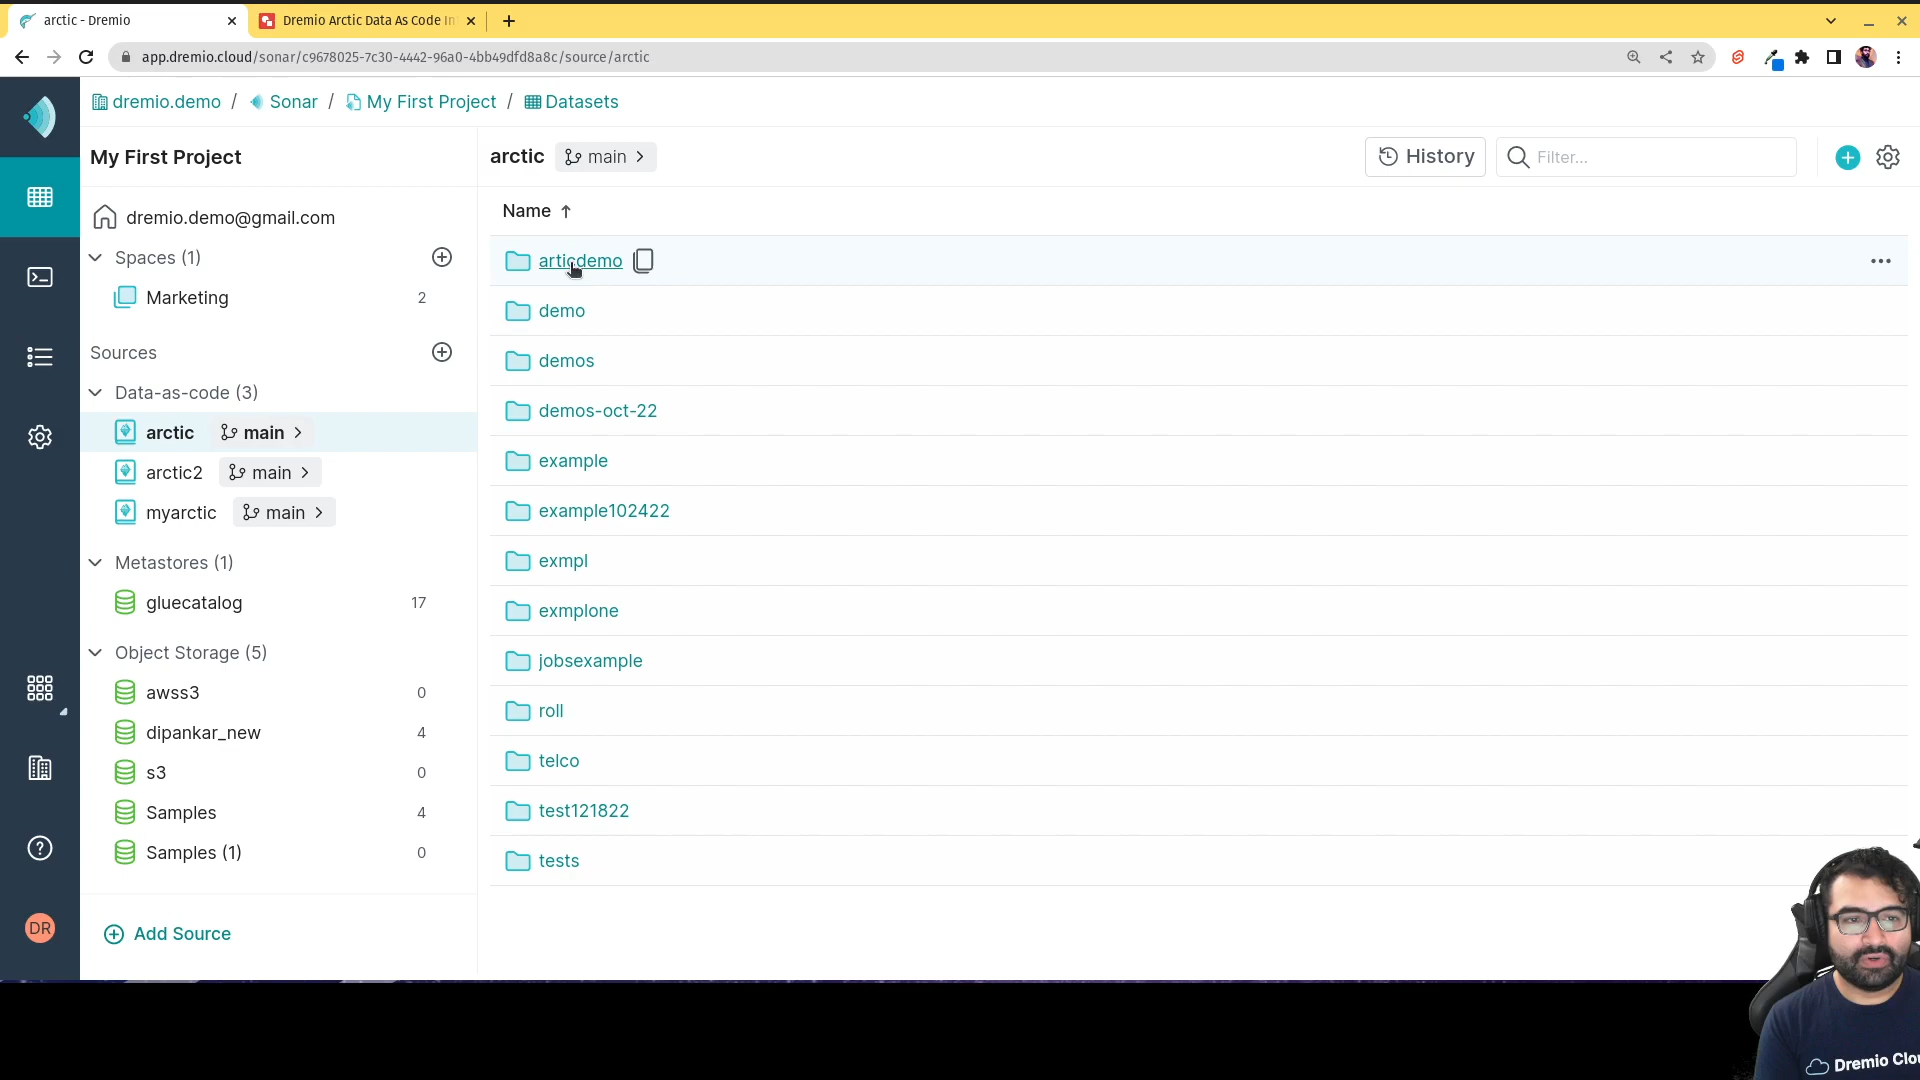 arctic - Dremio
Dremio Arctic Data As Code In
app.dremio.cloud/sonar/c9678025-7c30-4442-96a0-4bb49dfd8a8c/source/arctic
dremio.demo / Sonar / My First Project / Datasets
My First Project
dremio.demo@gmail.com
Spaces (1)
Marketing 2
Sources
Data-as-code (3)
arctic main
arctic2 main
myarctic main
Metastores (1)
gluecatalog 17
Object Storage (5)
awss3 0
dipankar_new 4
s3 0
Samples 4
Samples (1) 0
Add Source
DR
arctic main
History
Filter...
Name
articdemo
demo
demos
demos-oct-22
example
example102422
exmpl
exmplone
jobsexample
roll
telco
test121822
tests
Dremio Clou